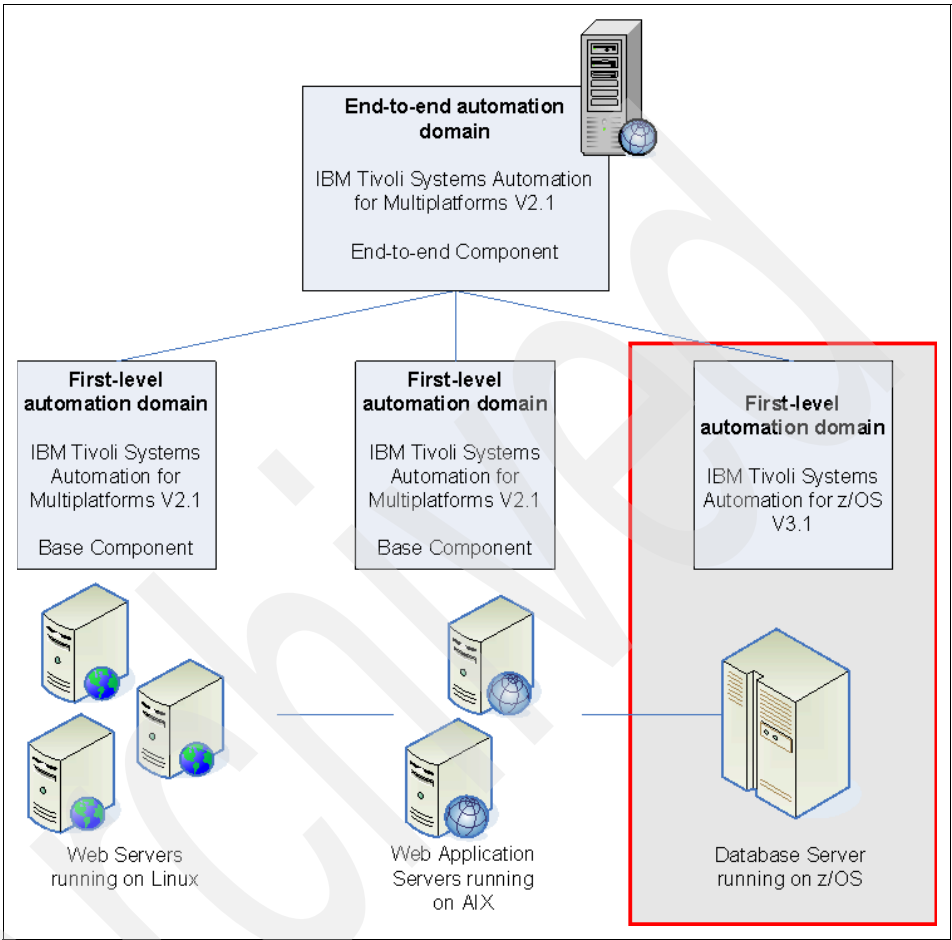 End-to-end automation
domain
IBM Tivoli Systems Automation
for Multiplatforms V2.1
End-to-end Component
First-level
automation domain
IBM Tivoli Systems
Automation for
Multiplatforms V2.1
Base Component
First-level
automation domain
IBM Tivoli Systems
Automation for
Multiplatforms V2.1
Base Component
First-level
automation domain
IBM Tivoli Systems
Automation for z/OS
V3.1
Web Servers
running on Linux
Web Application
Servers running
on AIX
Database Server
running on z/OS
rchived